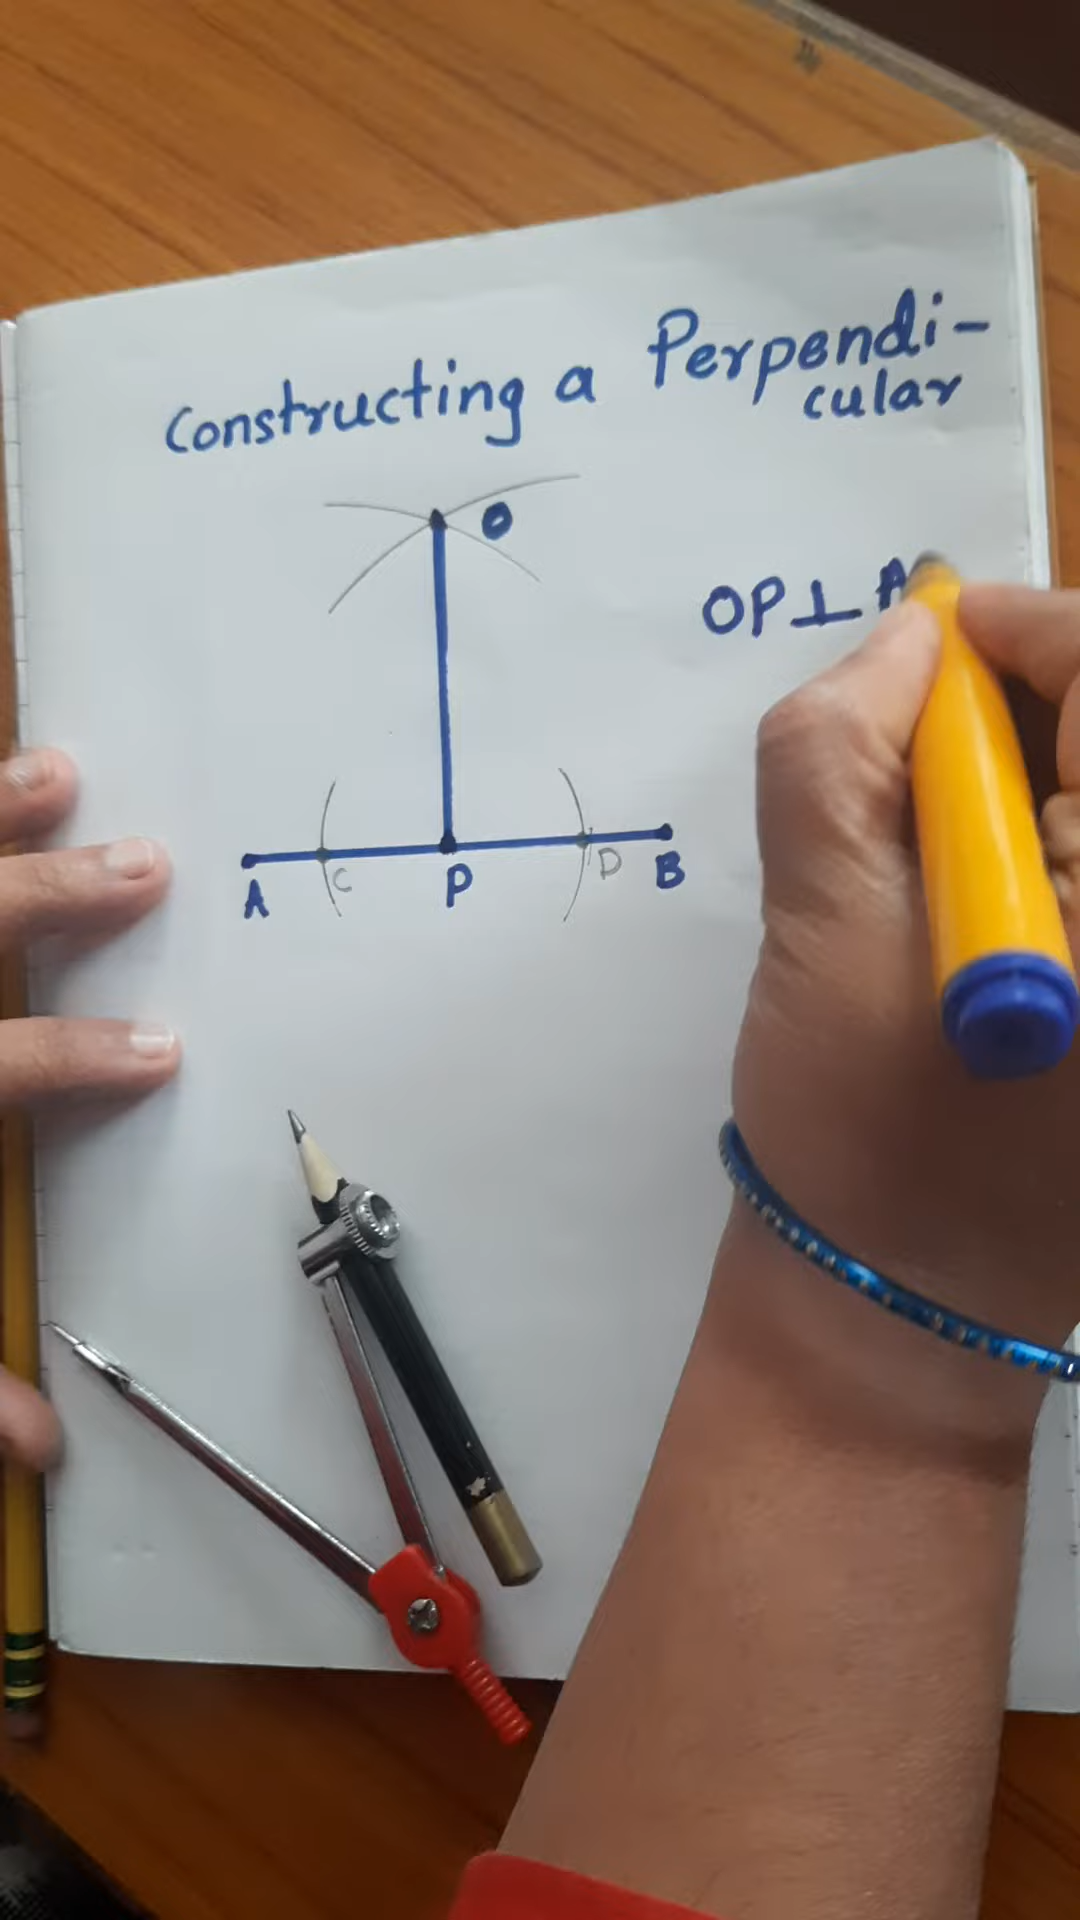 Constructing a Perpendi-
cular
O
OP⊥A
A C P D B